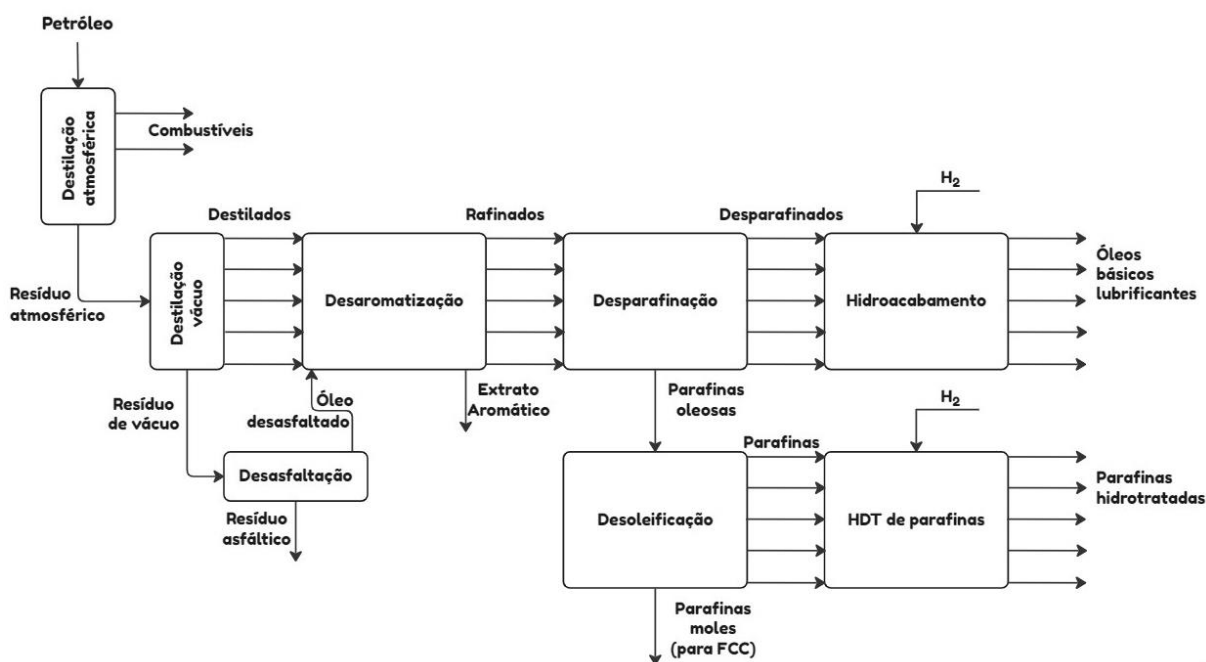 Petróleo
Destilação
atmosférica
Combustíveis
H2
Destilados
Rafinados
Desparafinados
Resíduo
atmosférico
Destilação
vácuo
Desaromatização
Desparafinação
Hidroacabamento
Óleos
básicos
lubrificantes
Resíduo
de vácuo
Óleo
desasfaltado
Extrato
Aromático
Parafinas
oleosas
H2
Desasfaltação
Parafinas
Resíduo
asfáltico
Desoleificação
HDT de parafinas
Parafinas
hidrotratadas
Parafinas
moles
(para FCC)